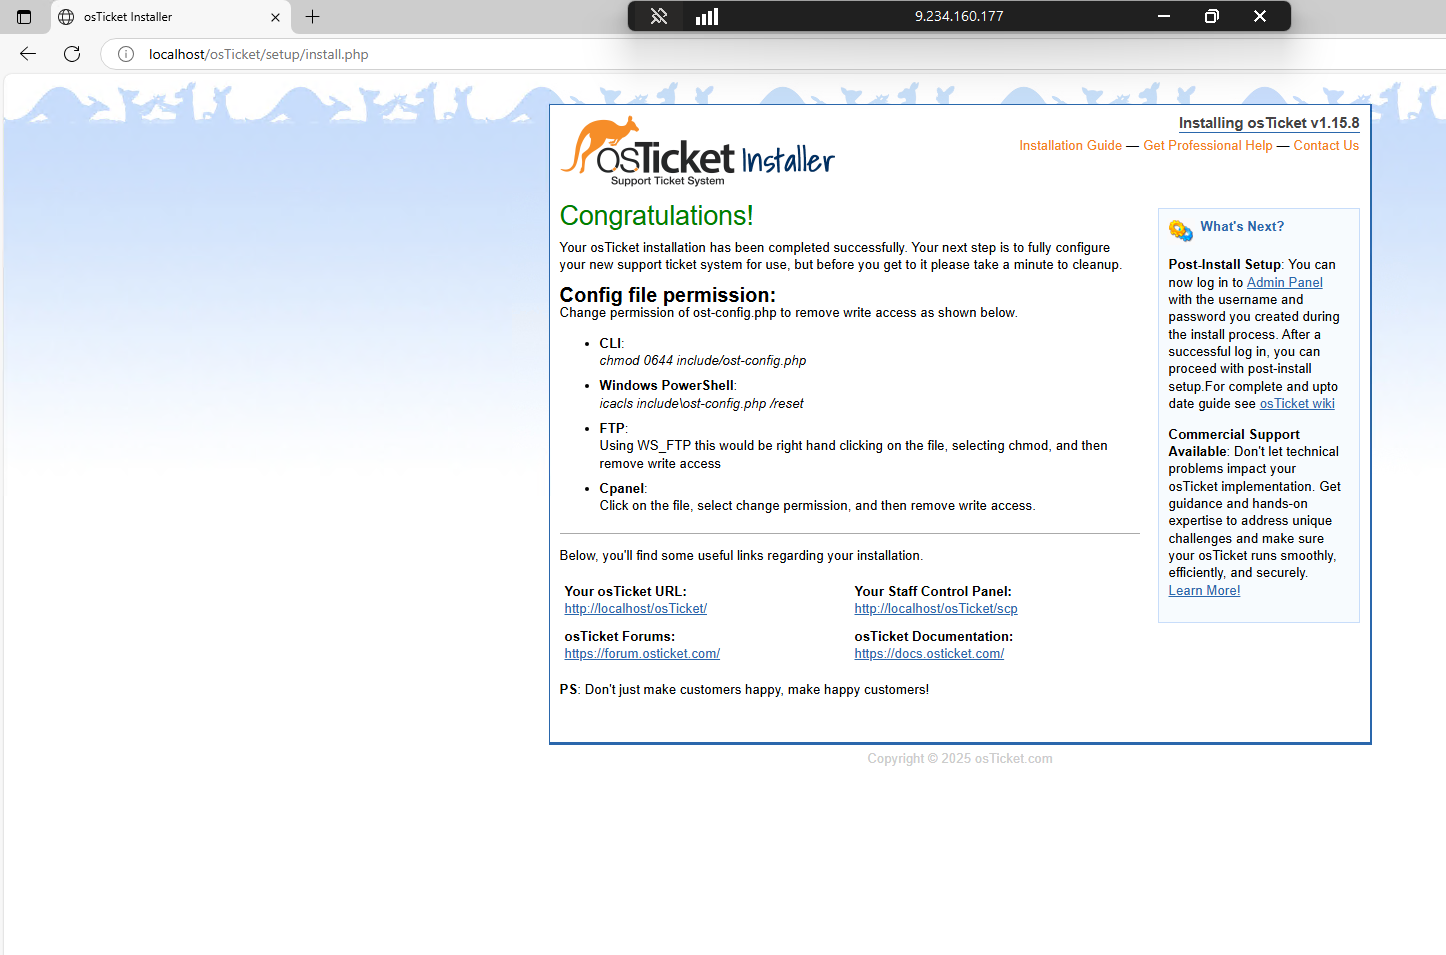 osTicket Installer
9.234.160.177
localhost/osTicket/setup/install.php
osTicket Installer
Support Ticket System
Installing osTicket v1.15.8
Installation Guide — Get Professional Help — Contact Us
Congratulations!
Your osTicket installation has been completed successfully. Your next step is to fully configure
your new support ticket system for use, but before you get to it please take a minute to cleanup.
Config file permission:
Change permission of ost-config.php to remove write access as shown below.
CLI:
chmod 0644 include/ost-config.php
Windows PowerShell:
icacls include\ost-config.php /reset
FTP:
Using WS_FTP this would be right hand clicking on the file, selecting chmod, and then
remove write access
Cpanel:
Click on the file, select change permission, and then remove write access.
Below, you'll find some useful links regarding your installation.
Your osTicket URL:
http://localhost/osTicket/
Your Staff Control Panel:
http://localhost/osTicket/scp
osTicket Forums:
https://forum.osticket.com/
osTicket Documentation:
https://docs.osticket.com/
PS: Don't just make customers happy, make happy customers!
What's Next?
Post-Install Setup: You can
now log in to Admin Panel
with the username and
password you created during
the install process. After a
successful log in, you can
proceed with post-install
setup.For complete and upto
date guide see osTicket wiki
Commercial Support
Available: Don't let technical
problems impact your
osTicket implementation. Get
guidance and hands-on
expertise to address unique
challenges and make sure
your osTicket runs smoothly,
efficiently, and securely.
Learn More!
Copyright © 2025 osTicket.com